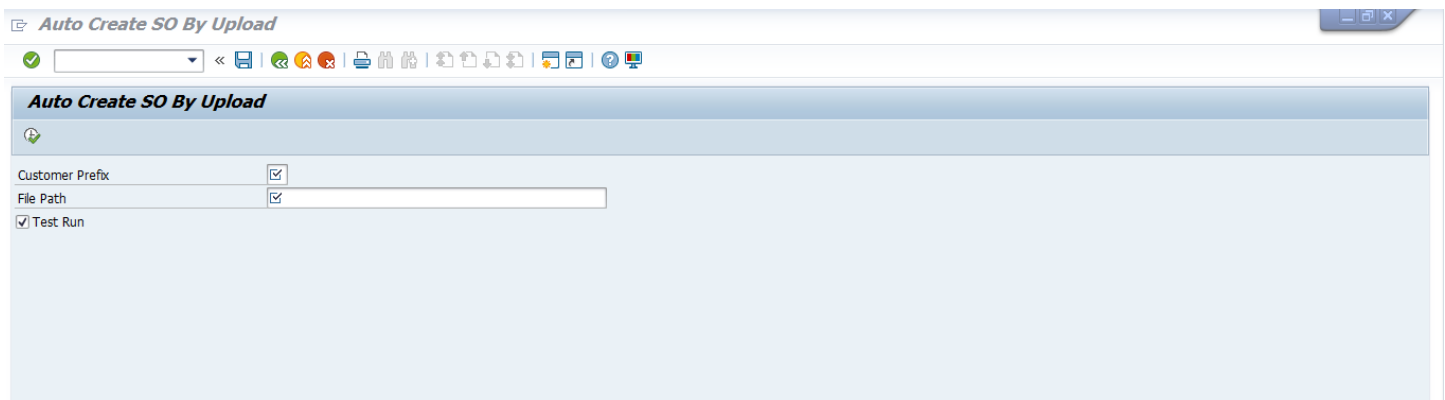 Auto Create SO By Upload
Auto Create SO By Upload
Customer Prefix
File Path
Test Run